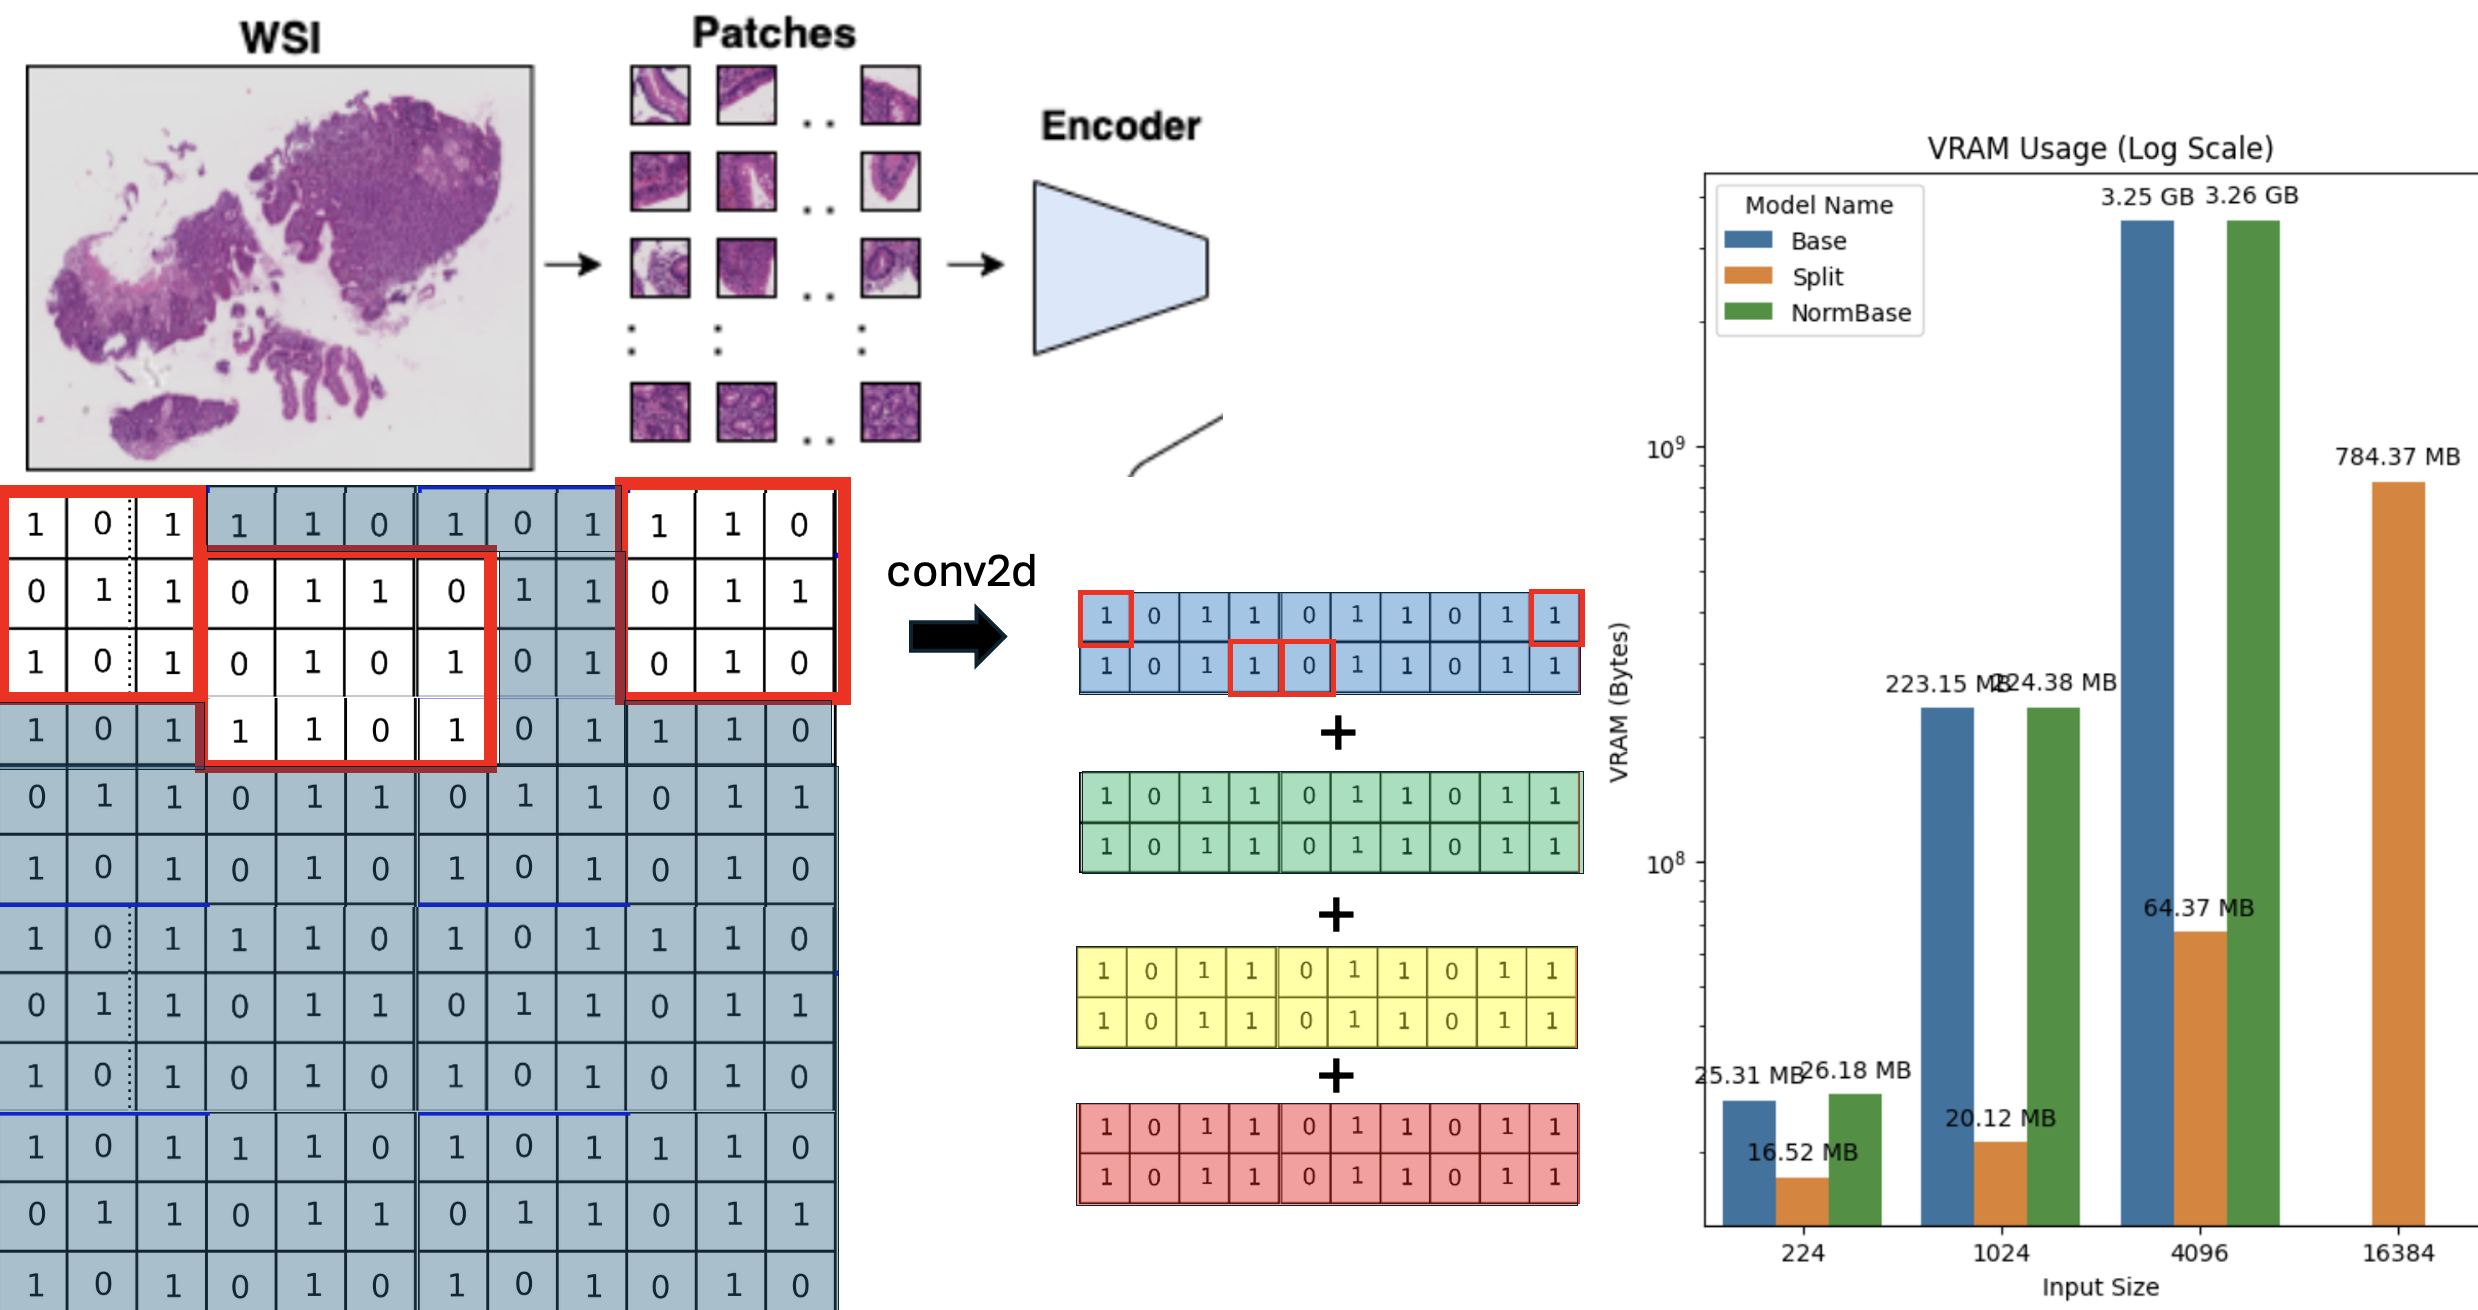 WSI
Patches
Encoder
1 0 1 1 1 0 1 0 1 1 1 0
0 1 1 0 1 1 0 1 1 0 1 1
1 0 1 0 1 0 1 0 1 0 1 0
1 0 1 1 1 0 1 0 1 1 1 0
0 1 1 0 1 1 0 1 1 0 1 1
1 0 1 0 1 0 1 0 1 0 1 0
1 0 1 1 1 0 1 0 1 1 1 0
0 1 1 0 1 1 0 1 1 0 1 1
1 0 1 0 1 0 1 0 1 0 1 0
1 0 1 1 1 0 1 0 1 1 1 0
0 1 1 0 1 1 0 1 1 0 1 1
1 0 1 0 1 0 1 0 1 0 1 0
conv2d
1 0 1 1 0 1 1 0 1 1
1 0 1 1 0 1 1 0 1 1
+
1 0 1 1 0 1 1 0 1 1
1 0 1 1 0 1 1 0 1 1
+
1 0 1 1 0 1 1 0 1 1
1 0 1 1 0 1 1 0 1 1
+
1 0 1 1 0 1 1 0 1 1
1 0 1 1 0 1 1 0 1 1
VRAM Usage (Log Scale)
Model Name
Base
Split
NormBase
3.25 GB
3.26 GB
784.37 MB
223.15 MB
224.38 MB
64.37 MB
25.31 MB
26.18 MB
20.12 MB
16.52 MB
10⁹
10⁸
VRAM (Bytes)
224
1024
4096
16384
Input Size